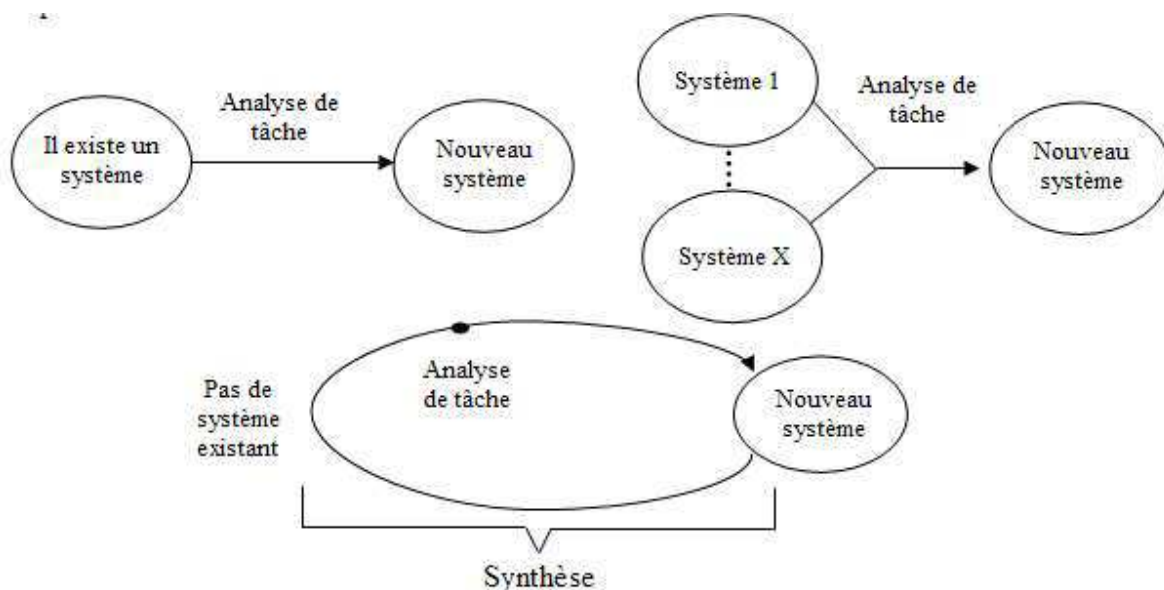 Il existe un
système
Analyse de
tâche
Nouveau
système
Système 1
Système X
Analyse de
tâche
Nouveau
système
Pas de
système
existant
Analyse
de tâche
Nouveau
système
Synthèse